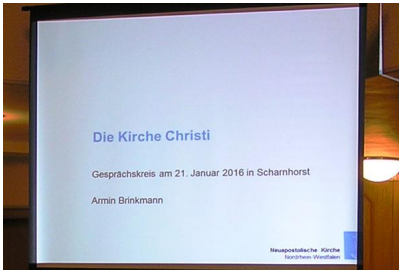 Die Kirche Christi
Gesprächskreis am 21. Januar 2016 in Scharnhorst
Armin Brinkmann
Neuapostolische Kirche
Nordrhein-Westfalen